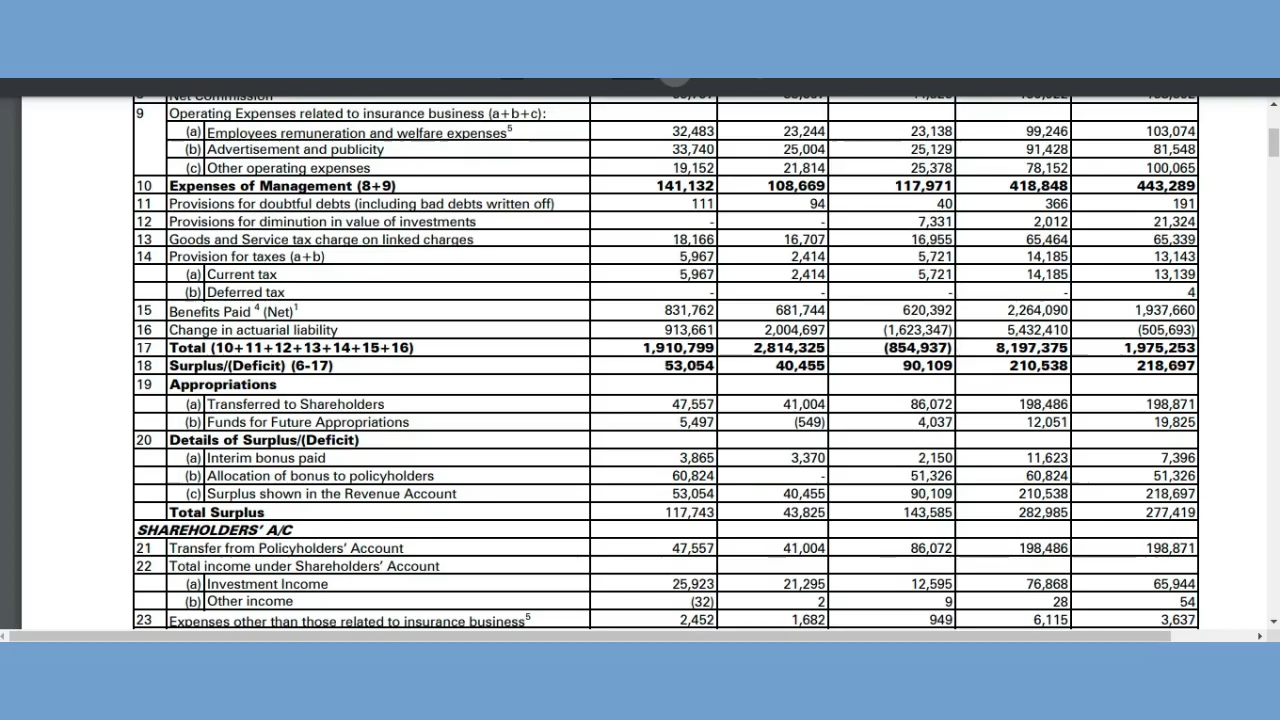 9 Operating Expenses related to insurance business (a+b+c):
(a) Employees remuneration and welfare expenses5 32,483 23,244 23,138 99,246 103,074
(b) Advertisement and publicity 33,740 25,004 25,129 91,428 81,548
(c) Other operating expenses 19,152 21,814 25,378 78,152 100,065
10 Expenses of Management (8+9) 141,132 108,669 117,971 418,848 443,289
11 Provisions for doubtful debts (including bad debts written off) 111 94 40 366 191
12 Provisions for diminution in value of investments - - 7,331 2,012 21,324
13 Goods and Service tax charge on linked charges 18,166 16,707 16,955 65,464 65,339
14 Provision for taxes (a+b) 5,967 2,414 5,721 14,185 13,143
(a) Current tax 5,967 2,414 5,721 14,185 13,139
(b) Deferred tax - - - - 4
15 Benefits Paid 4 (Net)1 831,762 681,744 620,392 2,264,090 1,937,660
16 Change in actuarial liability 913,661 2,004,697 (1,623,347) 5,432,410 (505,693)
17 Total (10+11+12+13+14+15+16) 1,910,799 2,814,325 (854,937) 8,197,375 1,975,253
18 Surplus/(Deficit) (6-17) 53,054 40,455 90,109 210,538 218,697
19 Appropriations
(a) Transferred to Shareholders 47,557 41,004 86,072 198,486 198,871
(b) Funds for Future Appropriations 5,497 (549) 4,037 12,051 19,825
20 Details of Surplus/(Deficit)
(a) Interim bonus paid 3,865 3,370 2,150 11,623 7,396
(b) Allocation of bonus to policyholders 60,824 - 51,326 60,824 51,326
(c) Surplus shown in the Revenue Account 53,054 40,455 90,109 210,538 218,697
Total Surplus 117,743 43,825 143,585 282,985 277,419
SHAREHOLDERS' A/C
21 Transfer from Policyholders' Account 47,557 41,004 86,072 198,486 198,871
22 Total income under Shareholders' Account
(a) Investment Income 25,923 21,295 12,595 76,868 65,944
(b) Other income (32) 2 9 28 54
23 Expenses other than those related to insurance business5 2,452 1,682 949 6,115 3,637